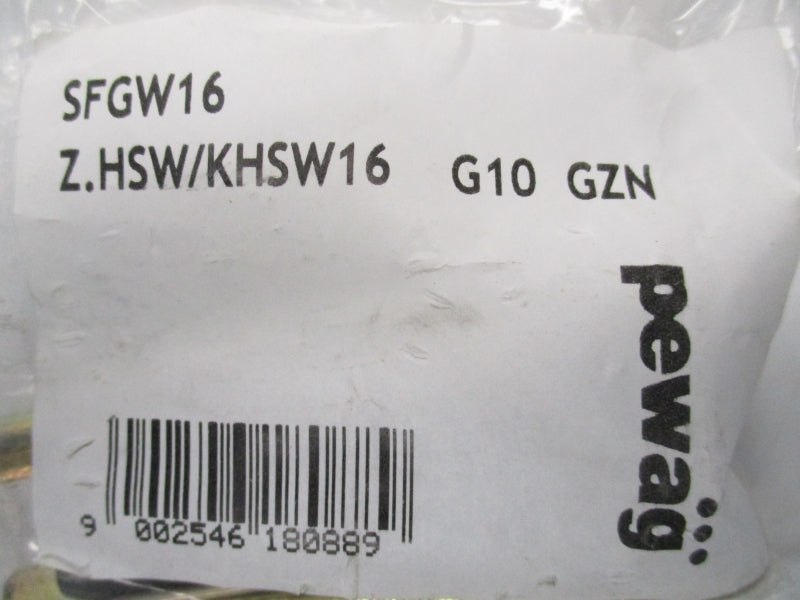 SFGW16
Z.HSW/KHSW16 G10 GZN
pewag
9 002546 180889